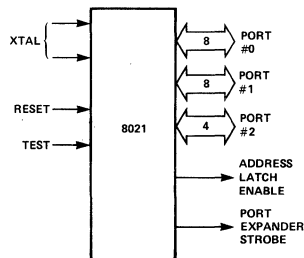 XTAL
RESET
TEST
8021
8
PORT
#0
8
PORT
#1
4
PORT
#2
ADDRESS
LATCH
ENABLE
PORT
EXPANDER
STROBE